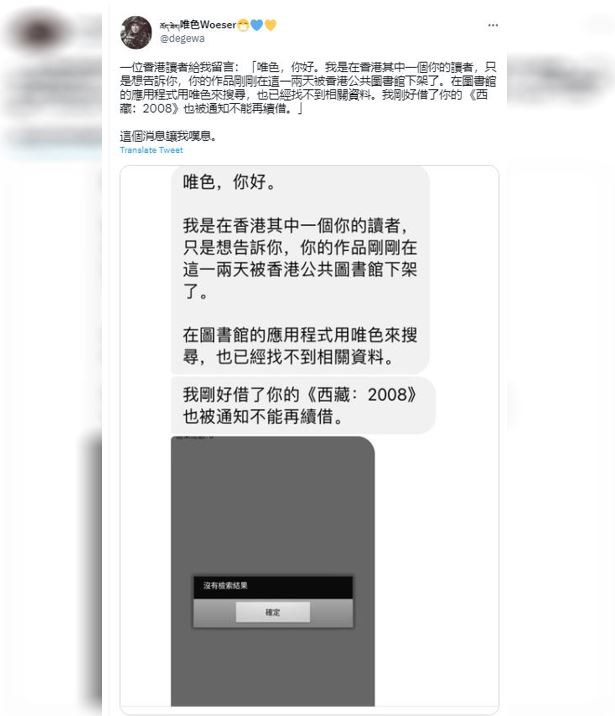 ཚེ་རིང་འོད་ཟེར唯色Woeser😷💙💛
@degewa
一位香港讀者給我留言：「唯色，你好。我是在香港其中一個你的讀者，只
是想告訴你，你的作品剛剛在這一兩天被香港公共圖書館下架了。在圖書館
的應用程式用唯色來搜尋，也已經找不到相關資料。我剛好借了你的 《西
藏：2008》也被通知不能再續借。」
這個消息讓我嘆息。
Translate Tweet
唯色，你好。
我是在香港其中一個你的讀者，
只是想告訴你，你的作品剛剛在
這一兩天被香港公共圖書館下架
了。
在圖書館的應用程式用唯色來搜
尋，也已經找不到相關資料。
我剛好借了你的《西藏：2008》
也被通知不能再續借。
沒有檢索結果
確定